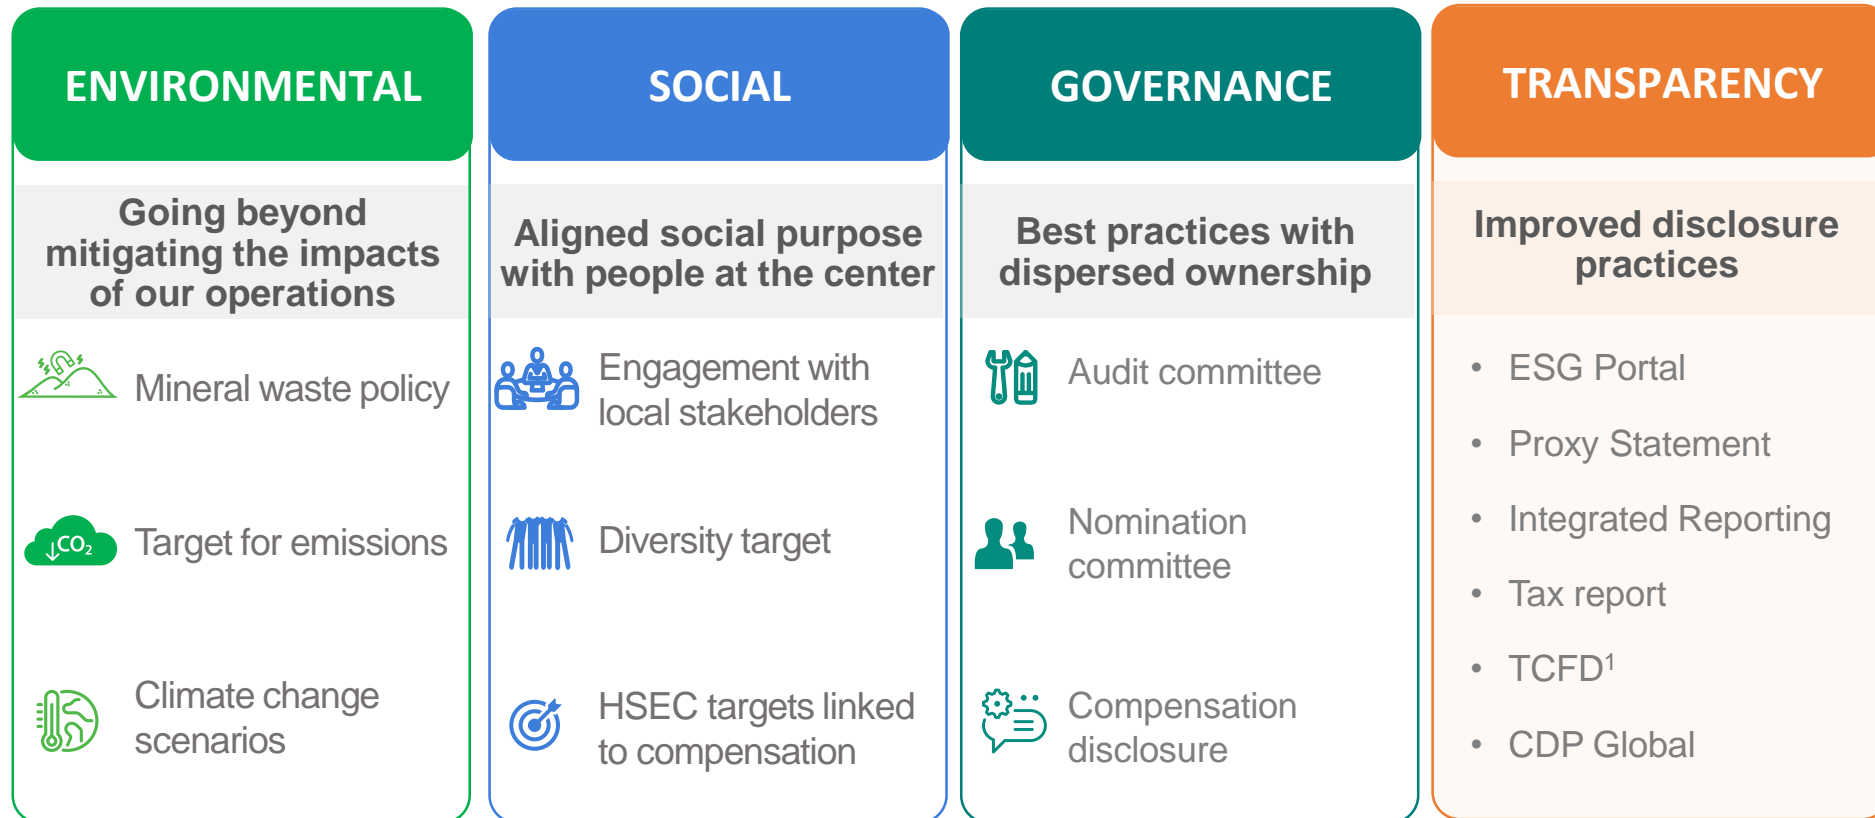 ENVIRONMENTAL
Going beyond
mitigating the impacts
of our operations
Mineral waste policy
↓CO₂
Target for emissions
Climate change
scenarios
SOCIAL
Aligned social purpose
with people at the center
Engagement with
local stakeholders
Diversity target
HSEC targets linked
to compensation
GOVERNANCE
Best practices with
dispersed ownership
Audit committee
Nomination
committee
Compensation
disclosure
TRANSPARENCY
Improved disclosure
practices
• ESG Portal
• Proxy Statement
• Integrated Reporting
• Tax report
• TCFD¹
• CDP Global